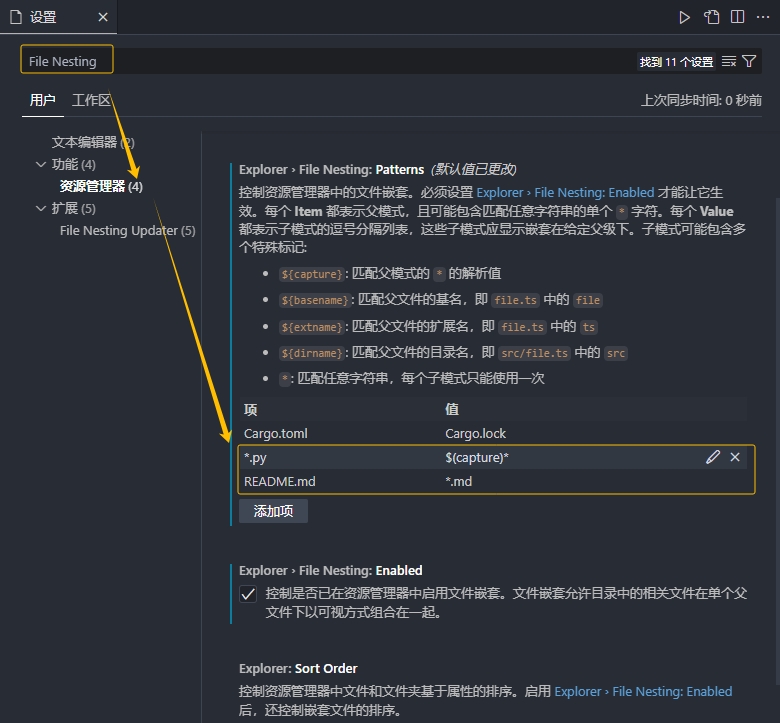 设置
File Nesting
找到 11 个设置
用户 工作区
上次同步时间: 0 秒前
文本编辑器 (2)
功能 (4)
资源管理器 (4)
扩展 (5)
File Nesting Updater (5)
Explorer › File Nesting: Patterns (默认值已更改)
控制资源管理器中的文件嵌套。必须设置 Explorer › File Nesting: Enabled 才能让它生
效。每个 Item 都表示父模式，且可能包含匹配任意字符串的单个 * 字符。每个 Value
都表示子模式的逗号分隔列表，这些子模式应显示嵌套在给定父级下。子模式可能包含多
个特殊标记:
• ${capture}: 匹配父模式的 * 的解析值
• ${basename}: 匹配父文件的基名，即 file.ts 中的 file
• ${extname}: 匹配父文件的扩展名，即 file.ts 中的 ts
• ${dirname}: 匹配父文件的目录名，即 src/file.ts 中的 src
• *: 匹配任意字符串，每个子模式只能使用一次
项 值
Cargo.toml Cargo.lock
*.py $(capture)*
README.md *.md
添加项
Explorer › File Nesting: Enabled
控制是否已在资源管理器中启用文件嵌套。文件嵌套允许目录中的相关文件在单个父
文件下以可视方式组合在一起。
Explorer: Sort Order
控制资源管理器中文件和文件夹基于属性的排序。启用 Explorer › File Nesting: Enabled
后，还控制嵌套文件的排序。